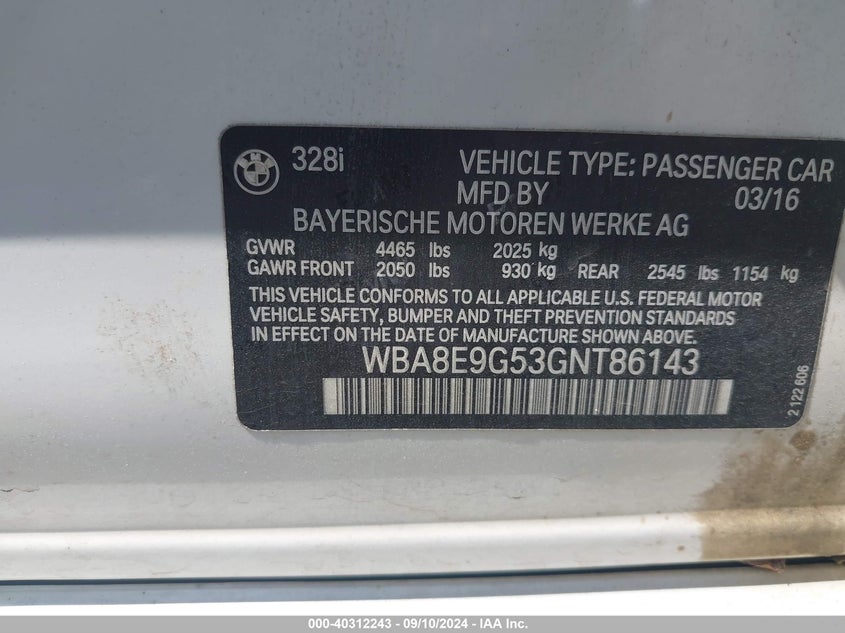 328i VEHICLE TYPE: PASSENGER CAR
MFD BY 03/16
BAYERISCHE MOTOREN WERKE AG
GVWR 4465 lbs 2025 kg
GAWR FRONT 2050 lbs 930 kg REAR 2545 lbs 1154 kg
THIS VEHICLE CONFORMS TO ALL APPLICABLE U.S. FEDERAL MOTOR
VEHICLE SAFETY, BUMPER AND THEFT PREVENTION STANDARDS
IN EFFECT ON THE DATE OF MANUFACTURE SHOWN ABOVE.
WBA8E9G53GNT86143
2 122 606
000-40312243 - 09/10/2024 - IAA Inc.